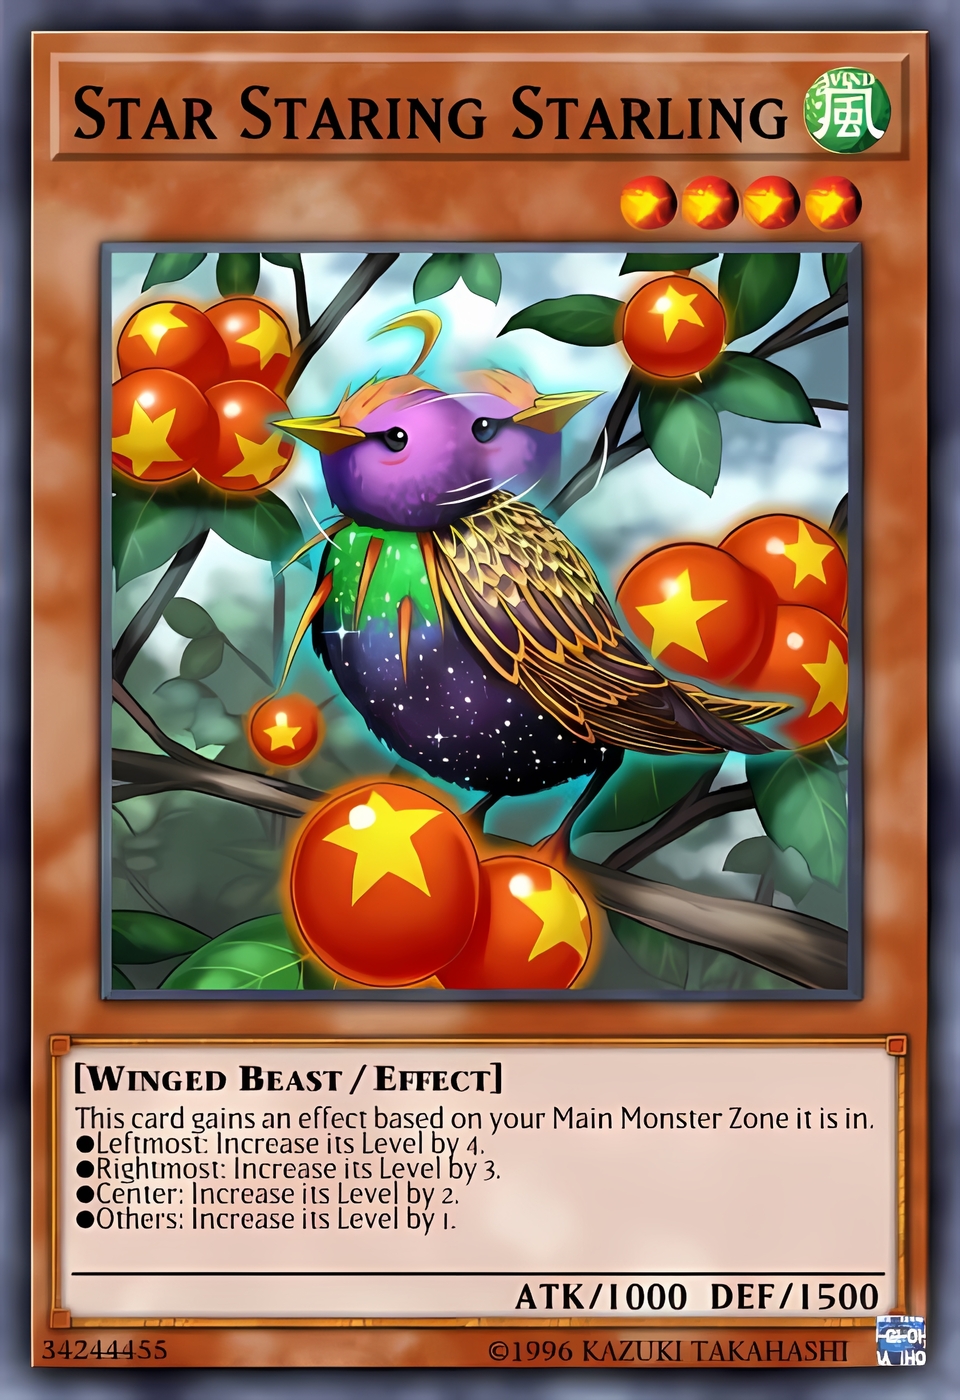 STAR STARING STARLING
WIND
風
[WINGED BEAST / EFFECT]
This card gains an effect based on your Main Monster Zone it is in.
●Leftmost: Increase its Level by 4.
●Rightmost: Increase its Level by 3.
●Center: Increase its Level by 2.
●Others: Increase its Level by 1.
ATK/1000 DEF/1500
34244455
©1996 KAZUKI TAKAHASHI